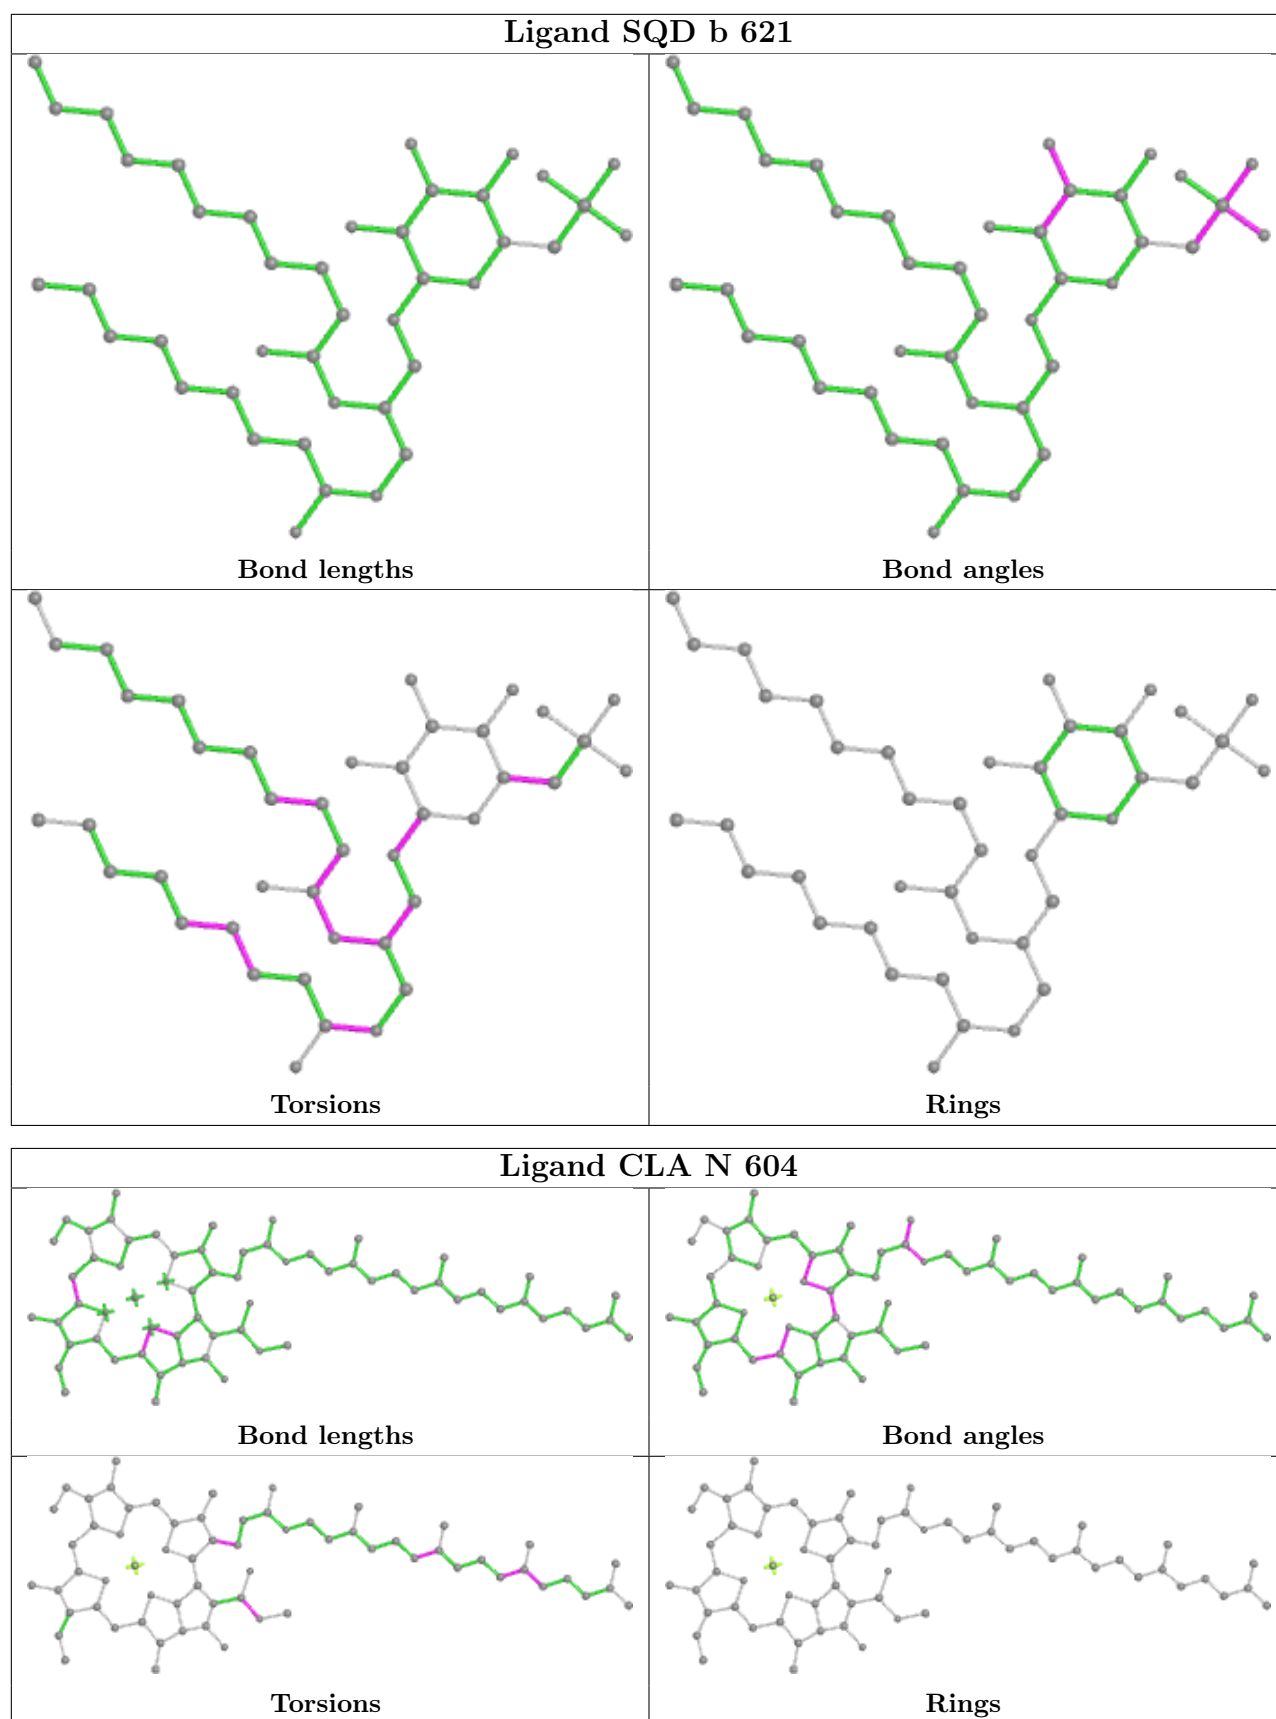 Ligand SQD b 621
Bond lengths
Bond angles
Torsions
Rings
Ligand CLA N 604
Bond lengths
Bond angles
Torsions
Rings